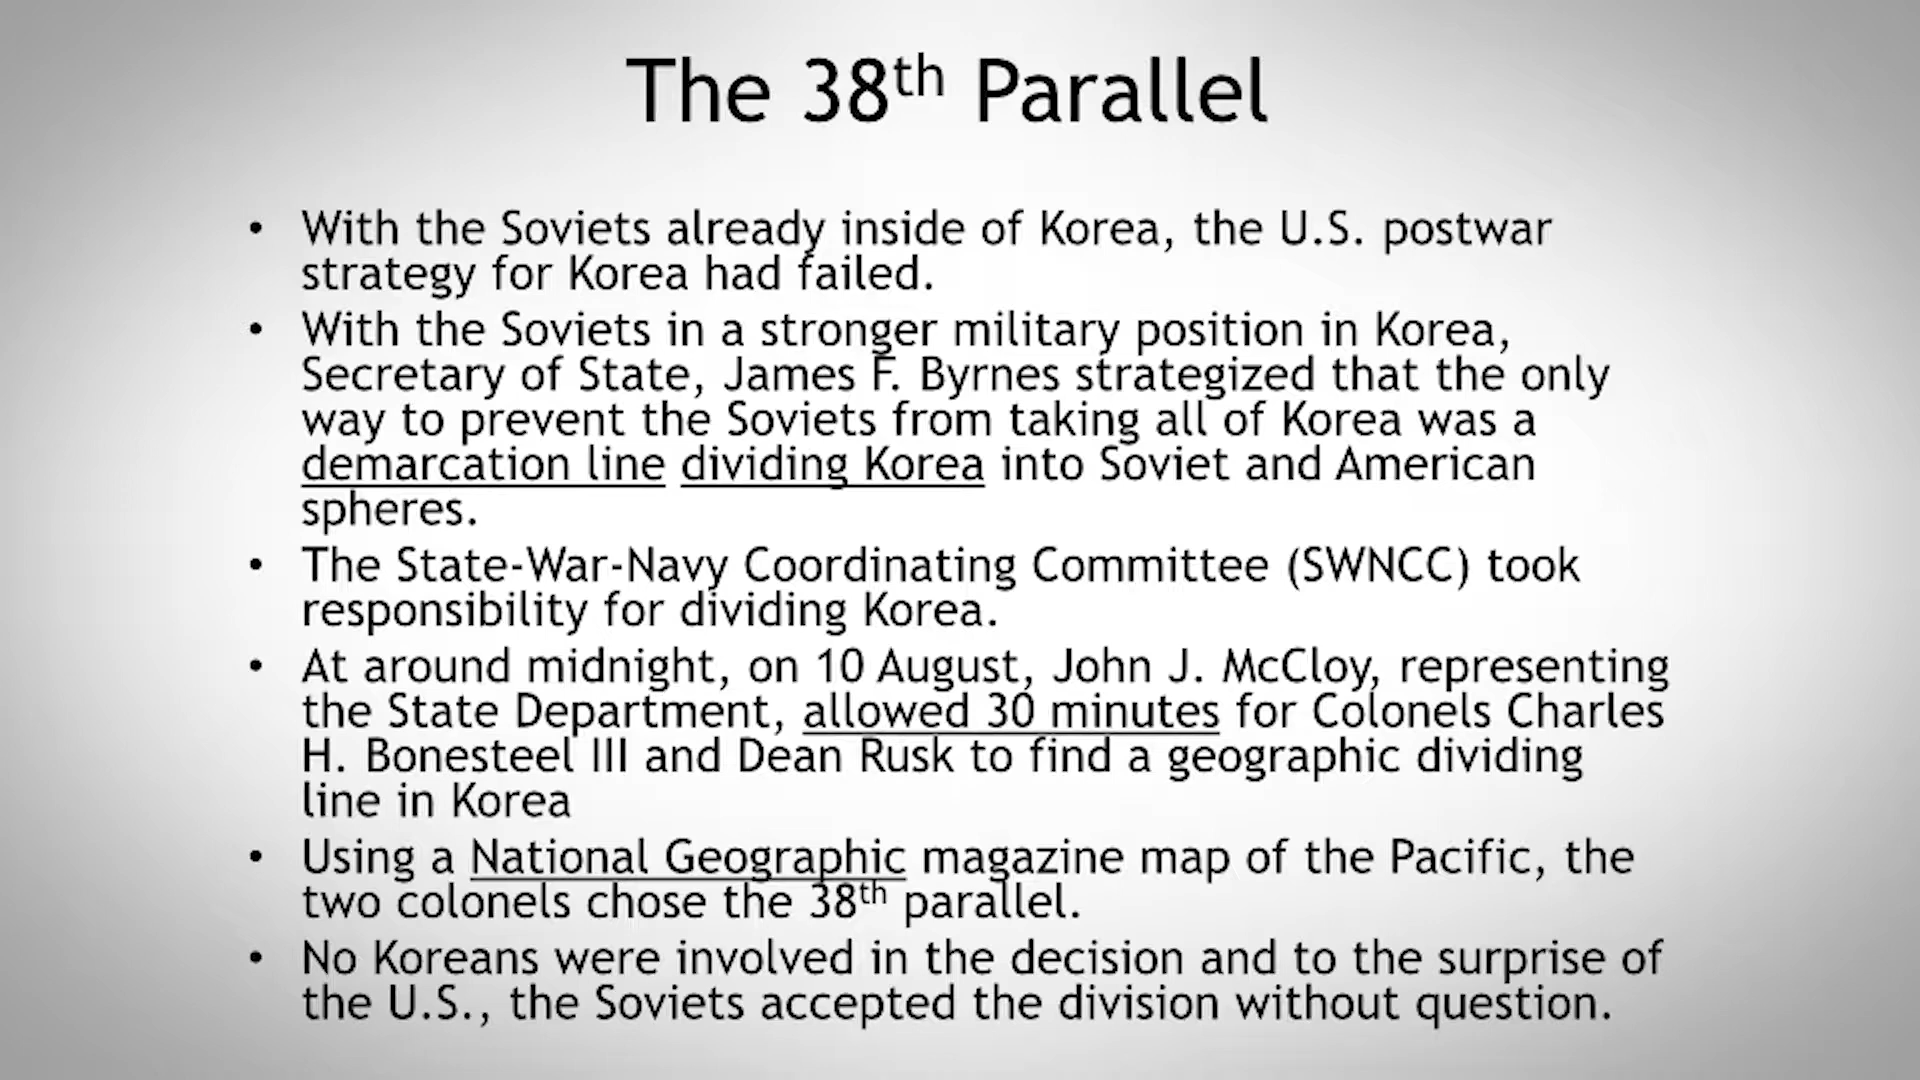 The 38th Parallel
• With the Soviets already inside of Korea, the U.S. postwar
strategy for Korea had failed.
• With the Soviets in a stronger military position in Korea,
Secretary of State, James F. Byrnes strategized that the only
way to prevent the Soviets from taking all of Korea was a
demarcation line dividing Korea into Soviet and American
spheres.
• The State-War-Navy Coordinating Committee (SWNCC) took
responsibility for dividing Korea.
• At around midnight, on 10 August, John J. McCloy, representing
the State Department, allowed 30 minutes for Colonels Charles
H. Bonesteel III and Dean Rusk to find a geographic dividing
line in Korea
• Using a National Geographic magazine map of the Pacific, the
two colonels chose the 38th parallel.
• No Koreans were involved in the decision and to the surprise of
the U.S., the Soviets accepted the division without question.